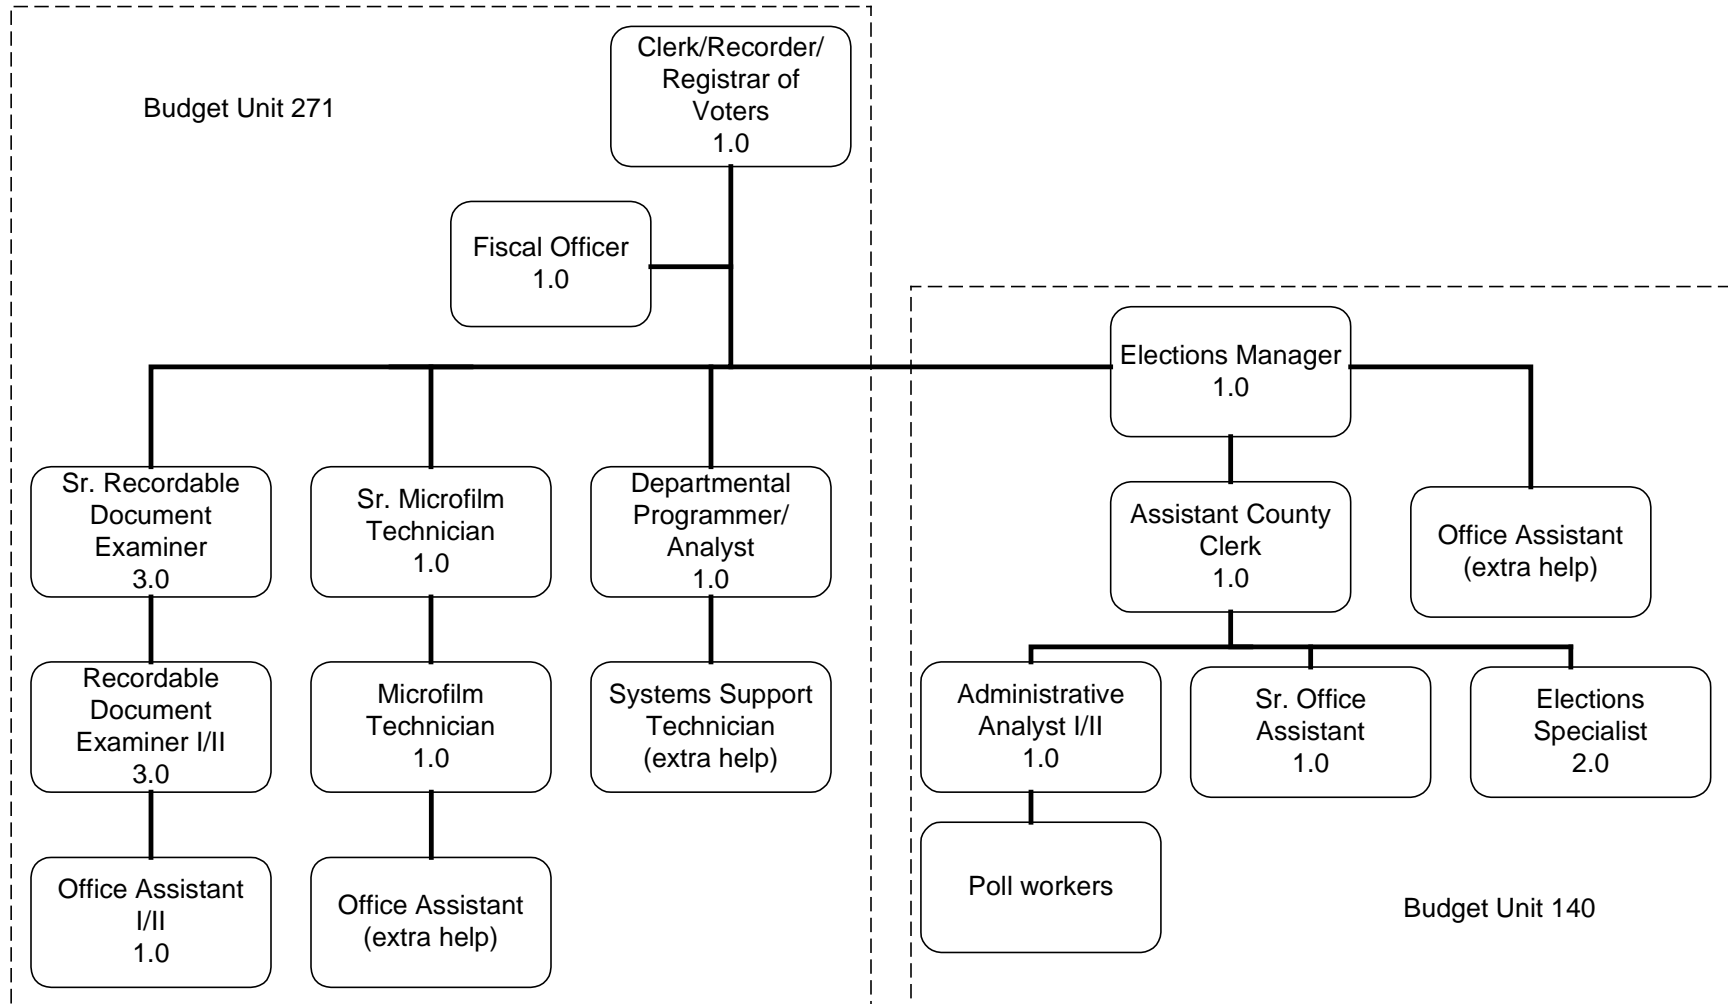 Clerk/Recorder/
Registrar of
Voters
1.0
Budget Unit 271
Fiscal Officer
1.0
Elections Manager
1.0
Sr. Recordable
Document
Examiner
3.0
Sr. Microfilm
Technician
1.0
Departmental
Programmer/
Analyst
1.0
Assistant County
Clerk
1.0
Office Assistant
(extra help)
Recordable
Document
Examiner I/II
3.0
Microfilm
Technician
1.0
Systems Support
Technician
(extra help)
Administrative
Analyst I/II
1.0
Sr. Office
Assistant
1.0
Elections
Specialist
2.0
Office Assistant
I/II
1.0
Office Assistant
(extra help)
Poll workers
Budget Unit 140